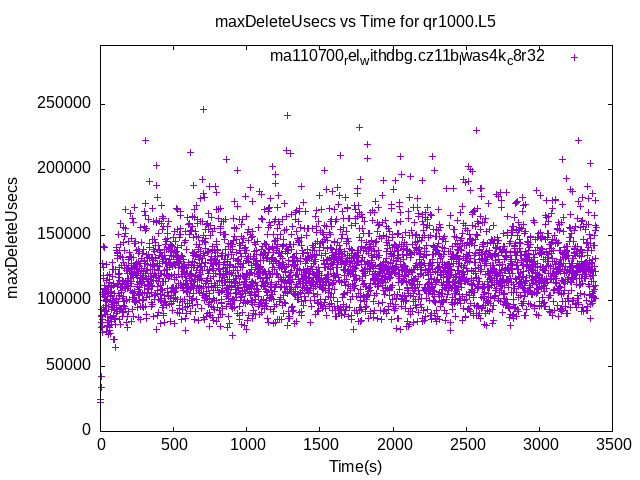 maxDeleteUsecs vs Time for qr1000.L5
ma110700relwithdbg.cz11blwas4kc8r32
250000
200000
150000
100000
50000
0
maxDeleteUsecs
0 500 1000 1500 2000 2500 3000 3500
Time(s)